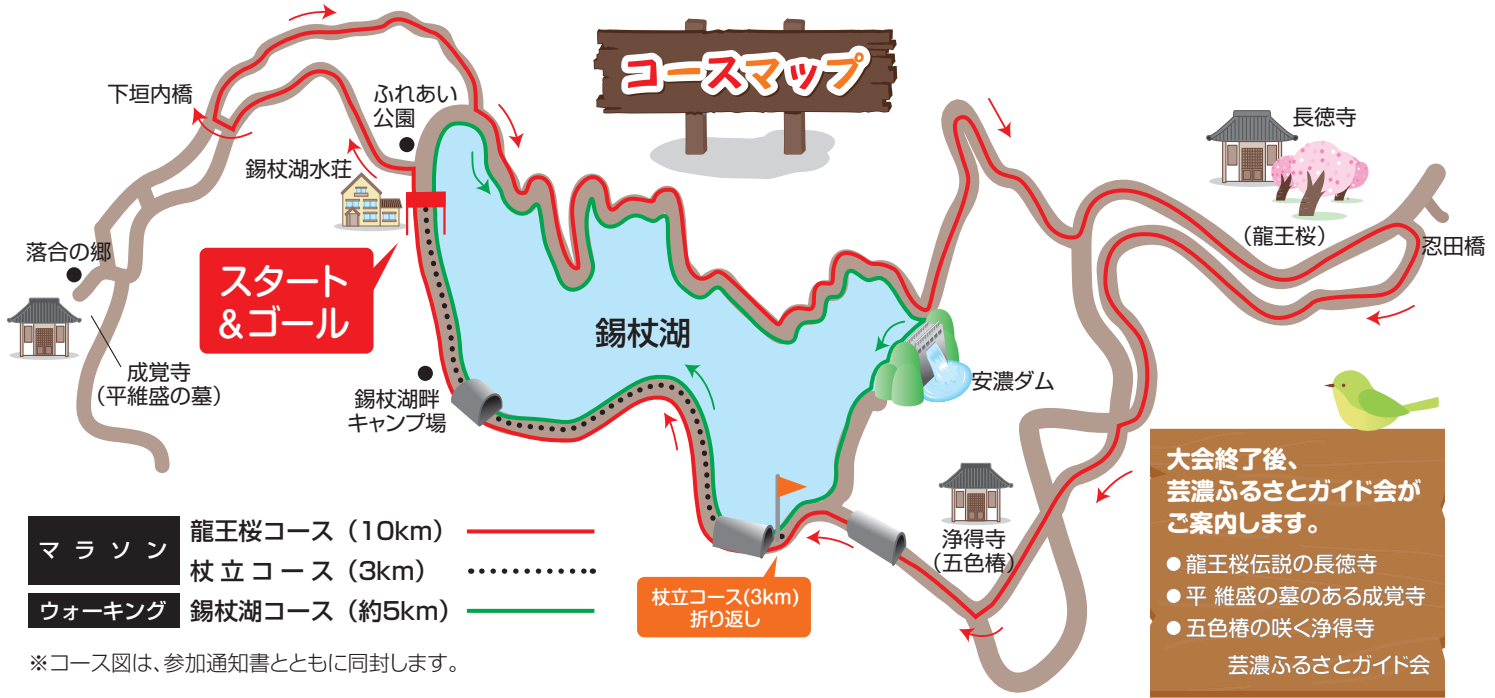 コースマップ
下垣内橋
ふれあい
公園
錫杖湖水荘
長徳寺
(龍王桜)
忍田橋
落合の郷
スタート
&ゴール
錫杖湖
成覚寺
(平維盛の墓)
錫杖湖畔
キャンプ場
安濃ダム
浄得寺
(五色椿)
杖立コース(3km)
折り返し
マラソン
龍王桜コース(10km)
杖立コース(3km)
ウォーキング 錫杖湖コース(約5km)
※コース図は、参加通知書とともに同封します。
大会終了後、
芸濃ふるさとガイド会が
ご案内します。
●龍王桜伝説の長徳寺
●平 維盛の墓のある成覚寺
●五色椿の咲く浄得寺
芸濃ふるさとガイド会